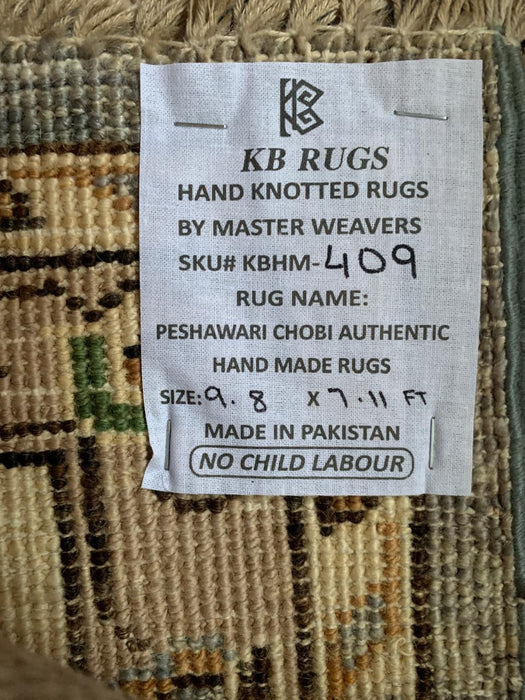 KB
KB RUGS
HAND KNOTTED RUGS
BY MASTER WEAVERS
SKU# KBHM-409
RUG NAME:
PESHAWARI CHOBI AUTHENTIC
HAND MADE RUGS
SIZE: 9.8 X 7.11 FT
MADE IN PAKISTAN
NO CHILD LABOUR